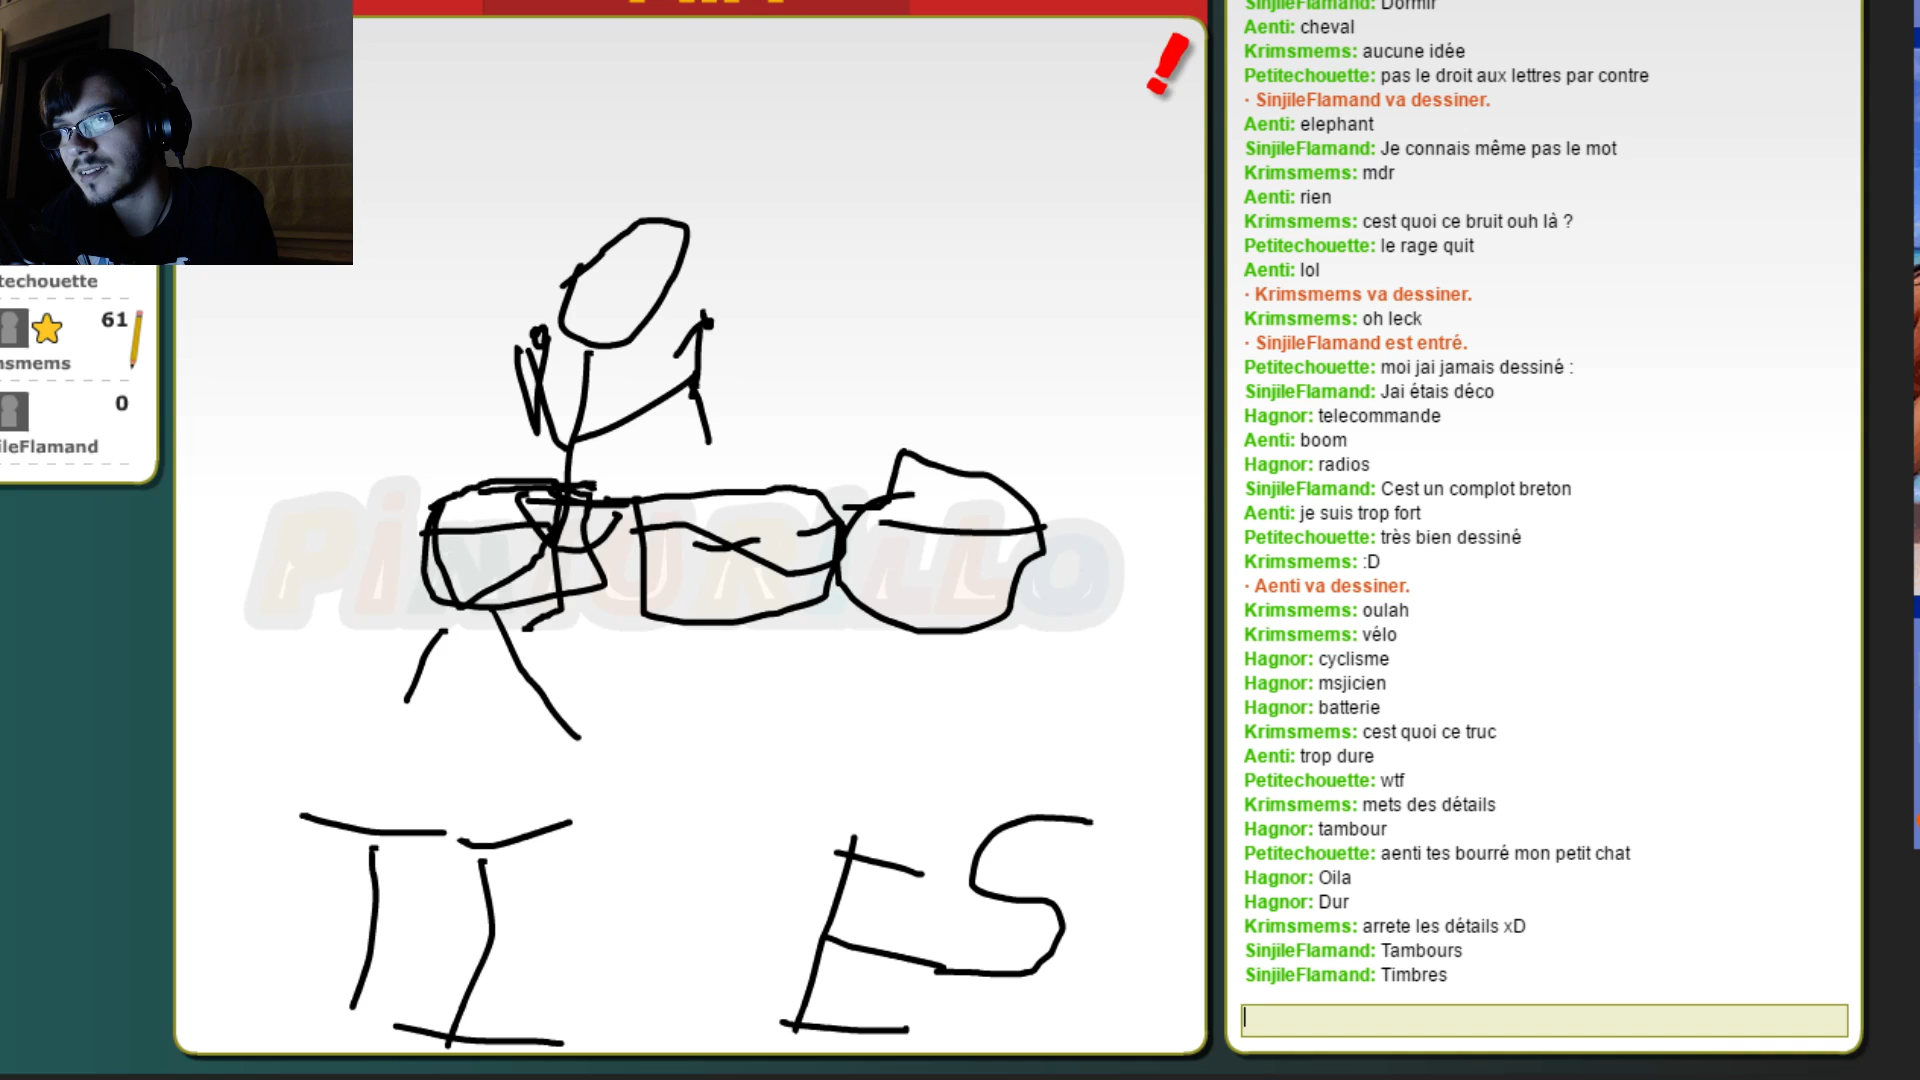 techouette
61
nsmems
0
ileFlamand
PiNTURiLLO
TI ES
SinjileFlamand: Dormir
Aenti: cheval
Krimsmems: aucune idée
Petitechouette: pas le droit aux lettres par contre
· SinjileFlamand va dessiner.
Aenti: elephant
SinjileFlamand: Je connais même pas le mot
Krimsmems: mdr
Aenti: rien
Krimsmems: cest quoi ce bruit ouh là ?
Petitechouette: le rage quit
Aenti: lol
· Krimsmems va dessiner.
Krimsmems: oh leck
· SinjileFlamand est entré.
Petitechouette: moi jai jamais dessiné :
SinjileFlamand: Jai étais déco
Hagnor: telecommande
Aenti: boom
Hagnor: radios
SinjileFlamand: Cest un complot breton
Aenti: je suis trop fort
Petitechouette: très bien dessiné
Krimsmems: :D
· Aenti va dessiner.
Krimsmems: oulah
Krimsmems: vélo
Hagnor: cyclisme
Hagnor: msjicien
Hagnor: batterie
Krimsmems: cest quoi ce truc
Aenti: trop dure
Petitechouette: wtf
Krimsmems: mets des détails
Hagnor: tambour
Petitechouette: aenti tes bourré mon petit chat
Hagnor: Oila
Hagnor: Dur
Krimsmems: arrete les détails xD
SinjileFlamand: Tambours
SinjileFlamand: Timbres